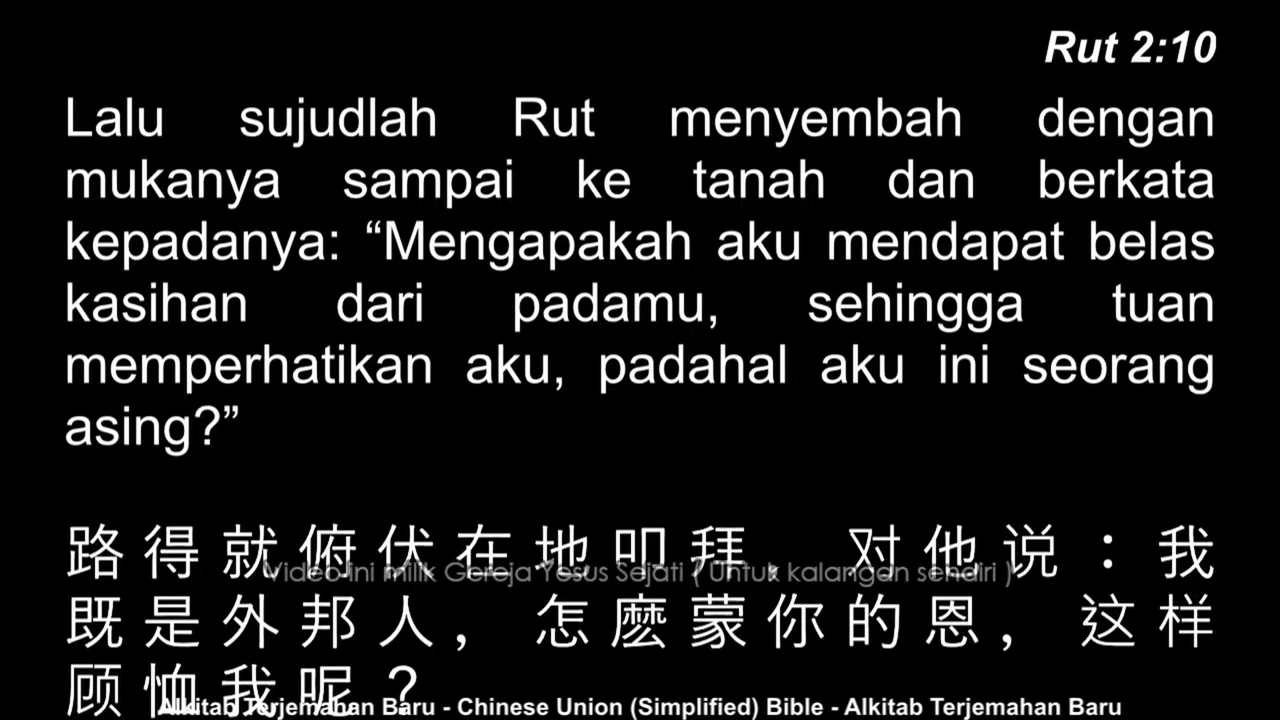 Rut 2:10
Lalu sujudlah Rut menyembah dengan
mukanya sampai ke tanah dan berkata
kepadanya: “Mengapakah aku mendapat belas
kasihan dari padamu, sehingga tuan
memperhatikan aku, padahal aku ini seorang
asing?”
路得就俯伏在地叩拜，对他说：我
Video ini milik Gereja Yesus Sejati ( Untuk kalangan sendiri )
既是外邦人，怎麽蒙你的恩，这样
顾恤我呢？
Alkitab Terjemahan Baru - Chinese Union (Simplified) Bible - Alkitab Terjemahan Baru